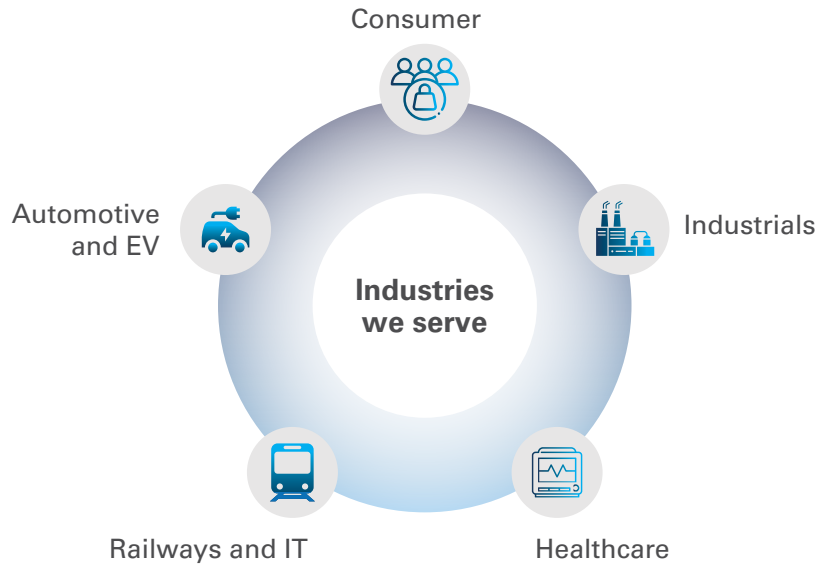 Consumer
Automotive
and EV
Industrials
Industries
we serve
Railways and IT
Healthcare